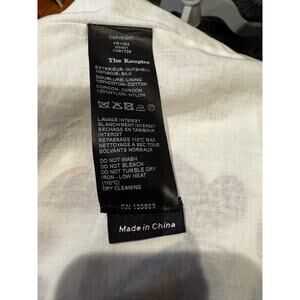 COPYRIGHT
The Kooples
EXTERIEUR-OUTSHELL
100%SOIE-SILK
DOUBLURE-LINING
100%COTON-COTTON
CORDON-CORDON
100%NYLON-NYLON
LAVAGE INTERDIT
BLANCHIMENT INTERDIT
SECHAGE EN TAMBOUR
INTERDIT
REPASSAGE 110°C MAX
NETTOYAGE A SEC TOUS
SOLVANTS NORMAUX
DO NOT WASH
DO NOT BLEACH
DO NOT TUMBLE DRY
IRON - LOW HEAT
(110°C)
DRY CLEANING
RN
Made in China